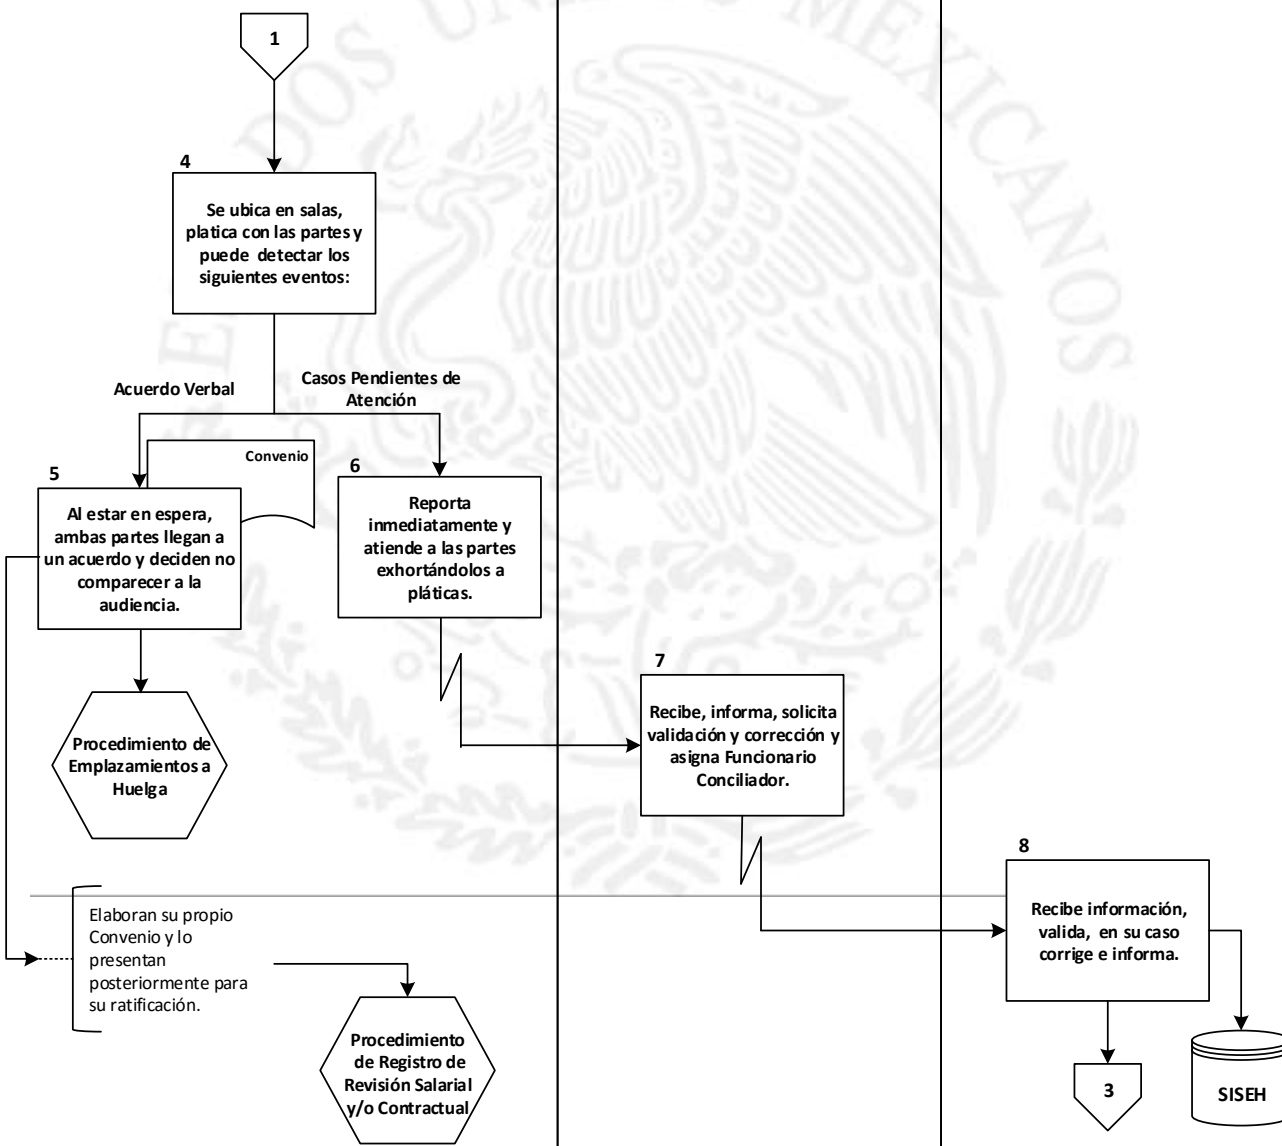 ESTADOS UNIDOS MEXICANOS
1
4
Se ubica en salas,
platica con las partes y
puede detectar los
siguientes eventos:
Acuerdo Verbal
Casos Pendientes de
Atención
Convenio
5
Al estar en espera,
ambas partes llegan a
un acuerdo y deciden no
comparecer a la
audiencia.
6
Reporta
inmediatamente y
atiende a las partes
exhortándolos a
pláticas.
Procedimiento de
Emplazamientos a
Huelga
7
Recibe, informa, solicita
validación y corrección y
asigna Funcionario
Conciliador.
8
Recibe información,
valida, en su caso
corrige e informa.
Elaboran su propio
Convenio y lo
presentan
posteriormente para
su ratificación.
Procedimiento
de Registro de
Revisión Salarial
y/o Contractual
3
SISEH